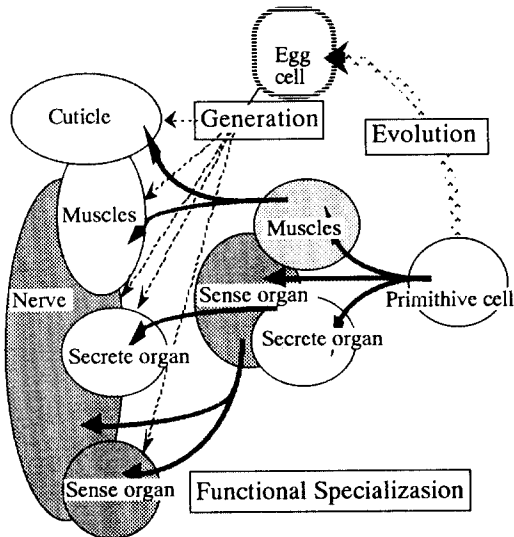 Egg
cell
Cuticle
Generation
Evolution
Muscles
Muscles
Nerve
Sense organ
Primithive cell
Secrete organ
Secrete organ
Sense organ
Functional Specializasion